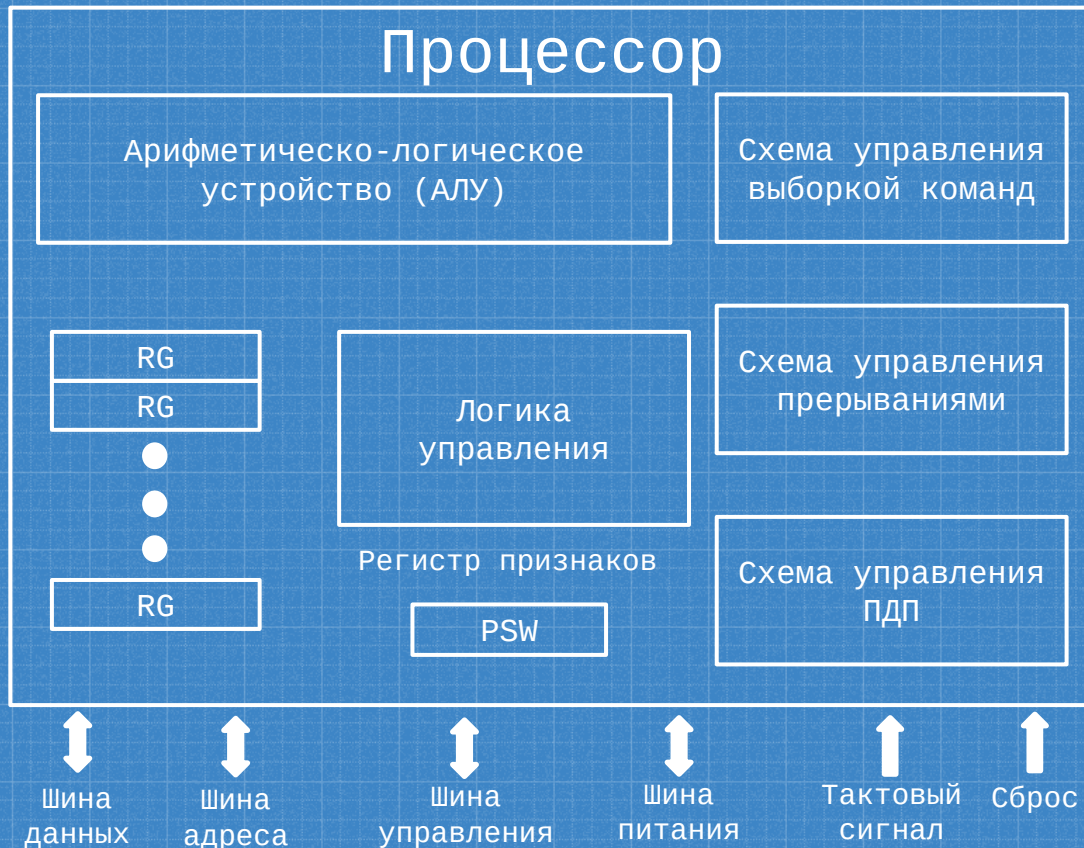 Процессор
Арифметическо-логическое
устройство (АЛУ)
Схема управления
выборкой команд
RG
RG
RG
Логика
управления
Регистр признаков
PSW
Схема управления
прерываниями
Схема управления
ПДП
Шина
данных
Шина
адреса
Шина
управления
Шина
питания
Тактовый
сигнал
Сброс